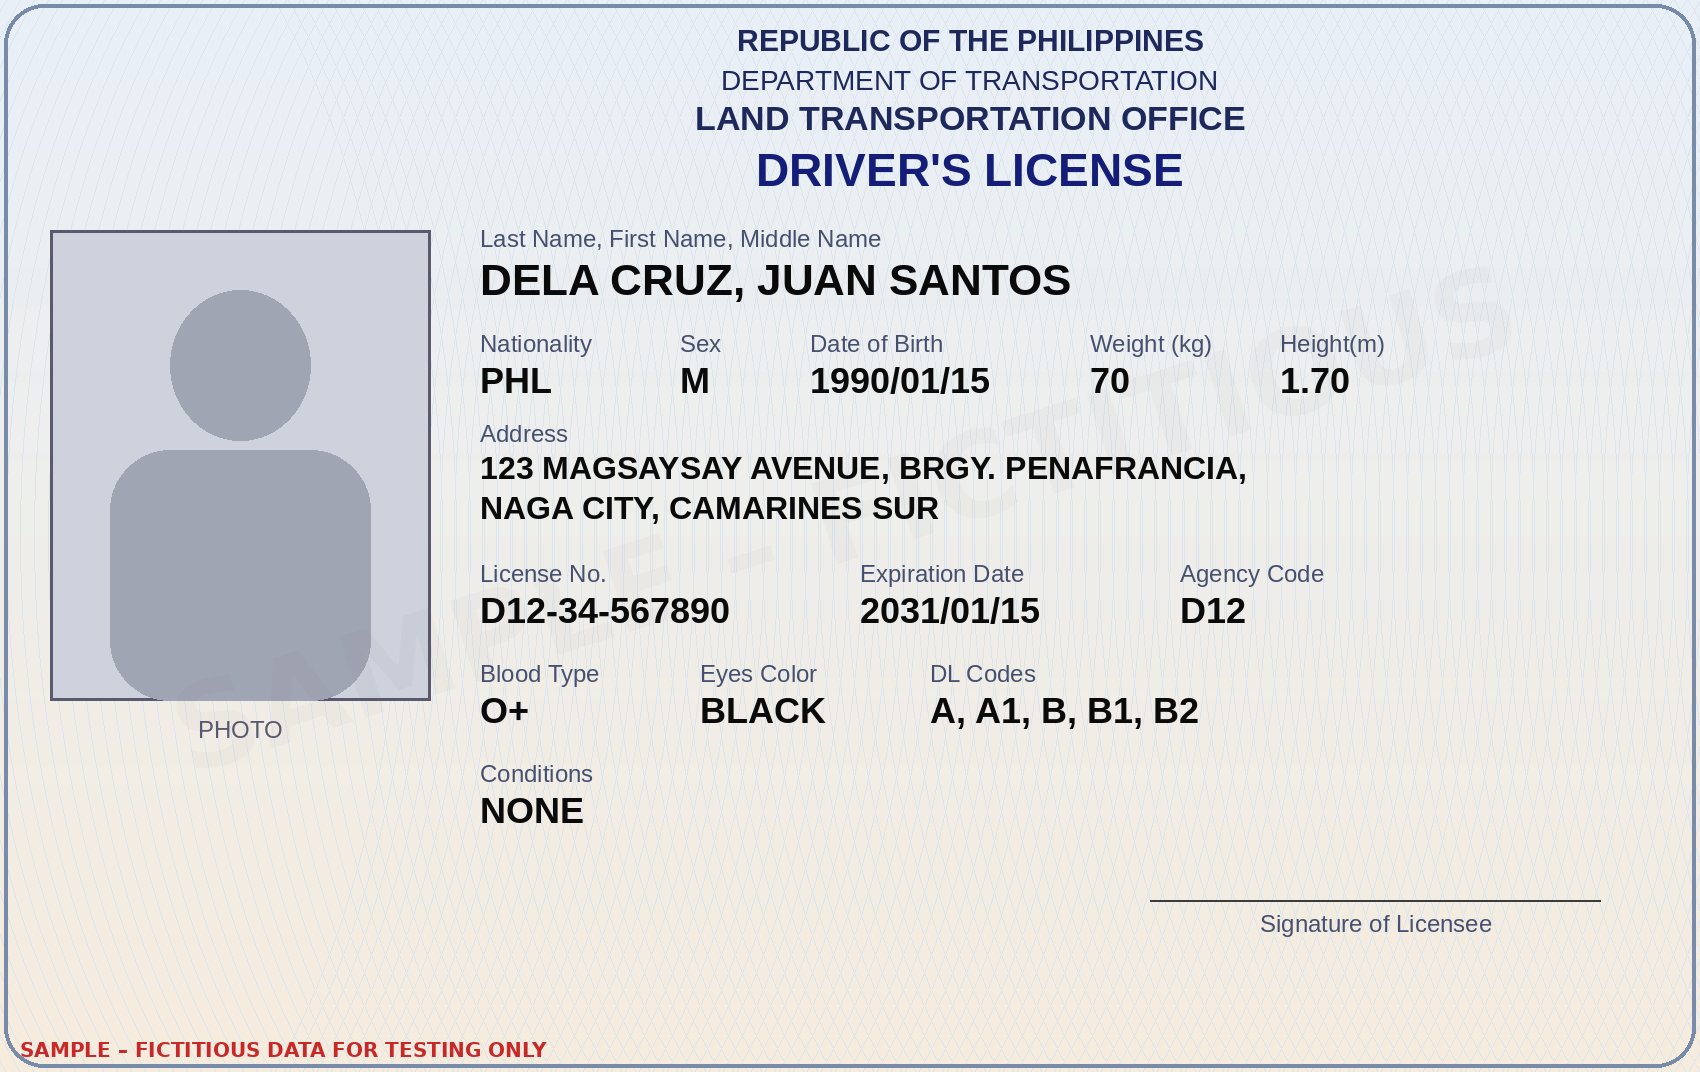 REPUBLIC OF THE PHILIPPINES
DEPARTMENT OF TRANSPORTATION
LAND TRANSPORTATION OFFICE
DRIVER'S LICENSE
Last Name, First Name, Middle Name
DELA CRUZ, JUAN SANTOS
Nationality Sex Date of Birth Weight (kg) Height(m)
PHL M 1990/01/15 70 1.70
Address
123 MAGSAYSAY AVENUE, BRGY. PENAFRANCIA,
NAGA CITY, CAMARINES SUR
License No. Expiration Date Agency Code
D12-34-567890 2031/01/15 D12
Blood Type Eyes Color DL Codes
O+ BLACK A, A1, B, B1, B2
PHOTO
Conditions
NONE
Signature of Licensee
SAMPLE – FICTITIOUS
SAMPLE – FICTITIOUS DATA FOR TESTING ONLY